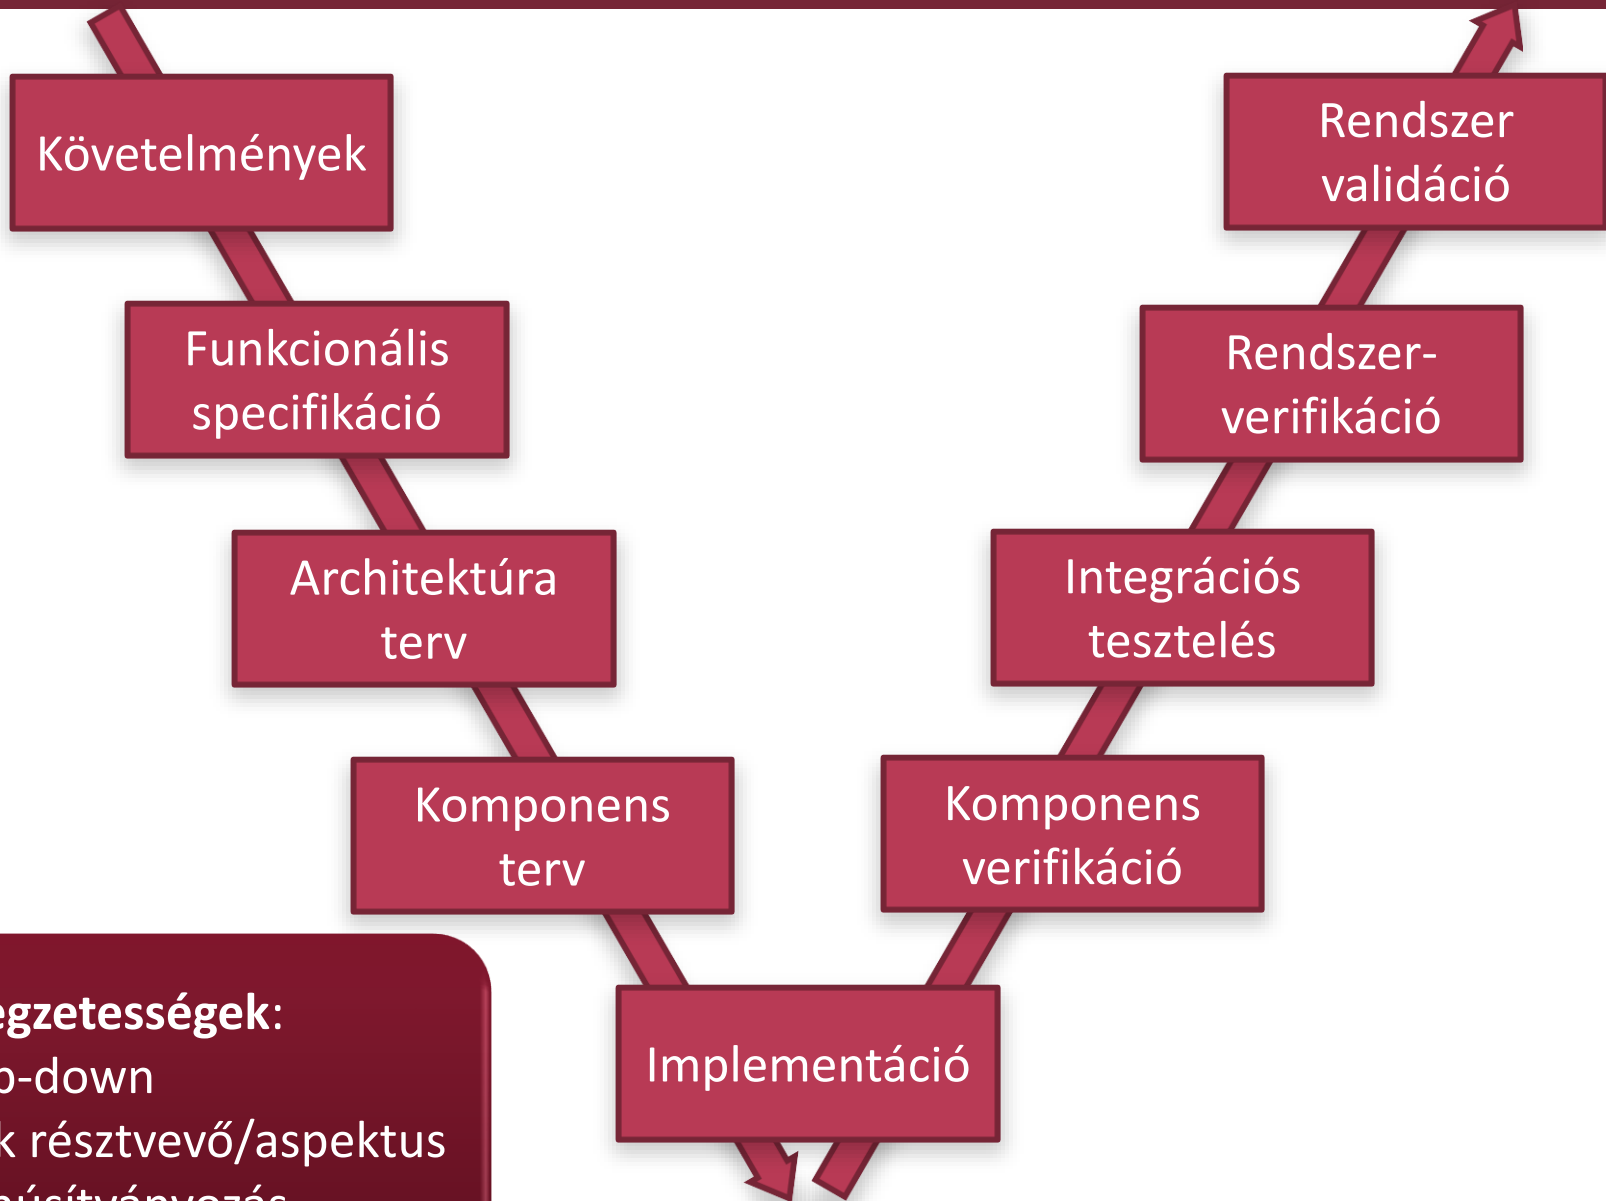 Követelmények
Funkcionális
specifikáció
Architektúra
terv
Komponens
terv
Implementáció
Komponens
verifikáció
Integrációs
tesztelés
Rendszer-
verifikáció
Rendszer
validáció
egzetességek:
p-down
k résztvevő/aspektus